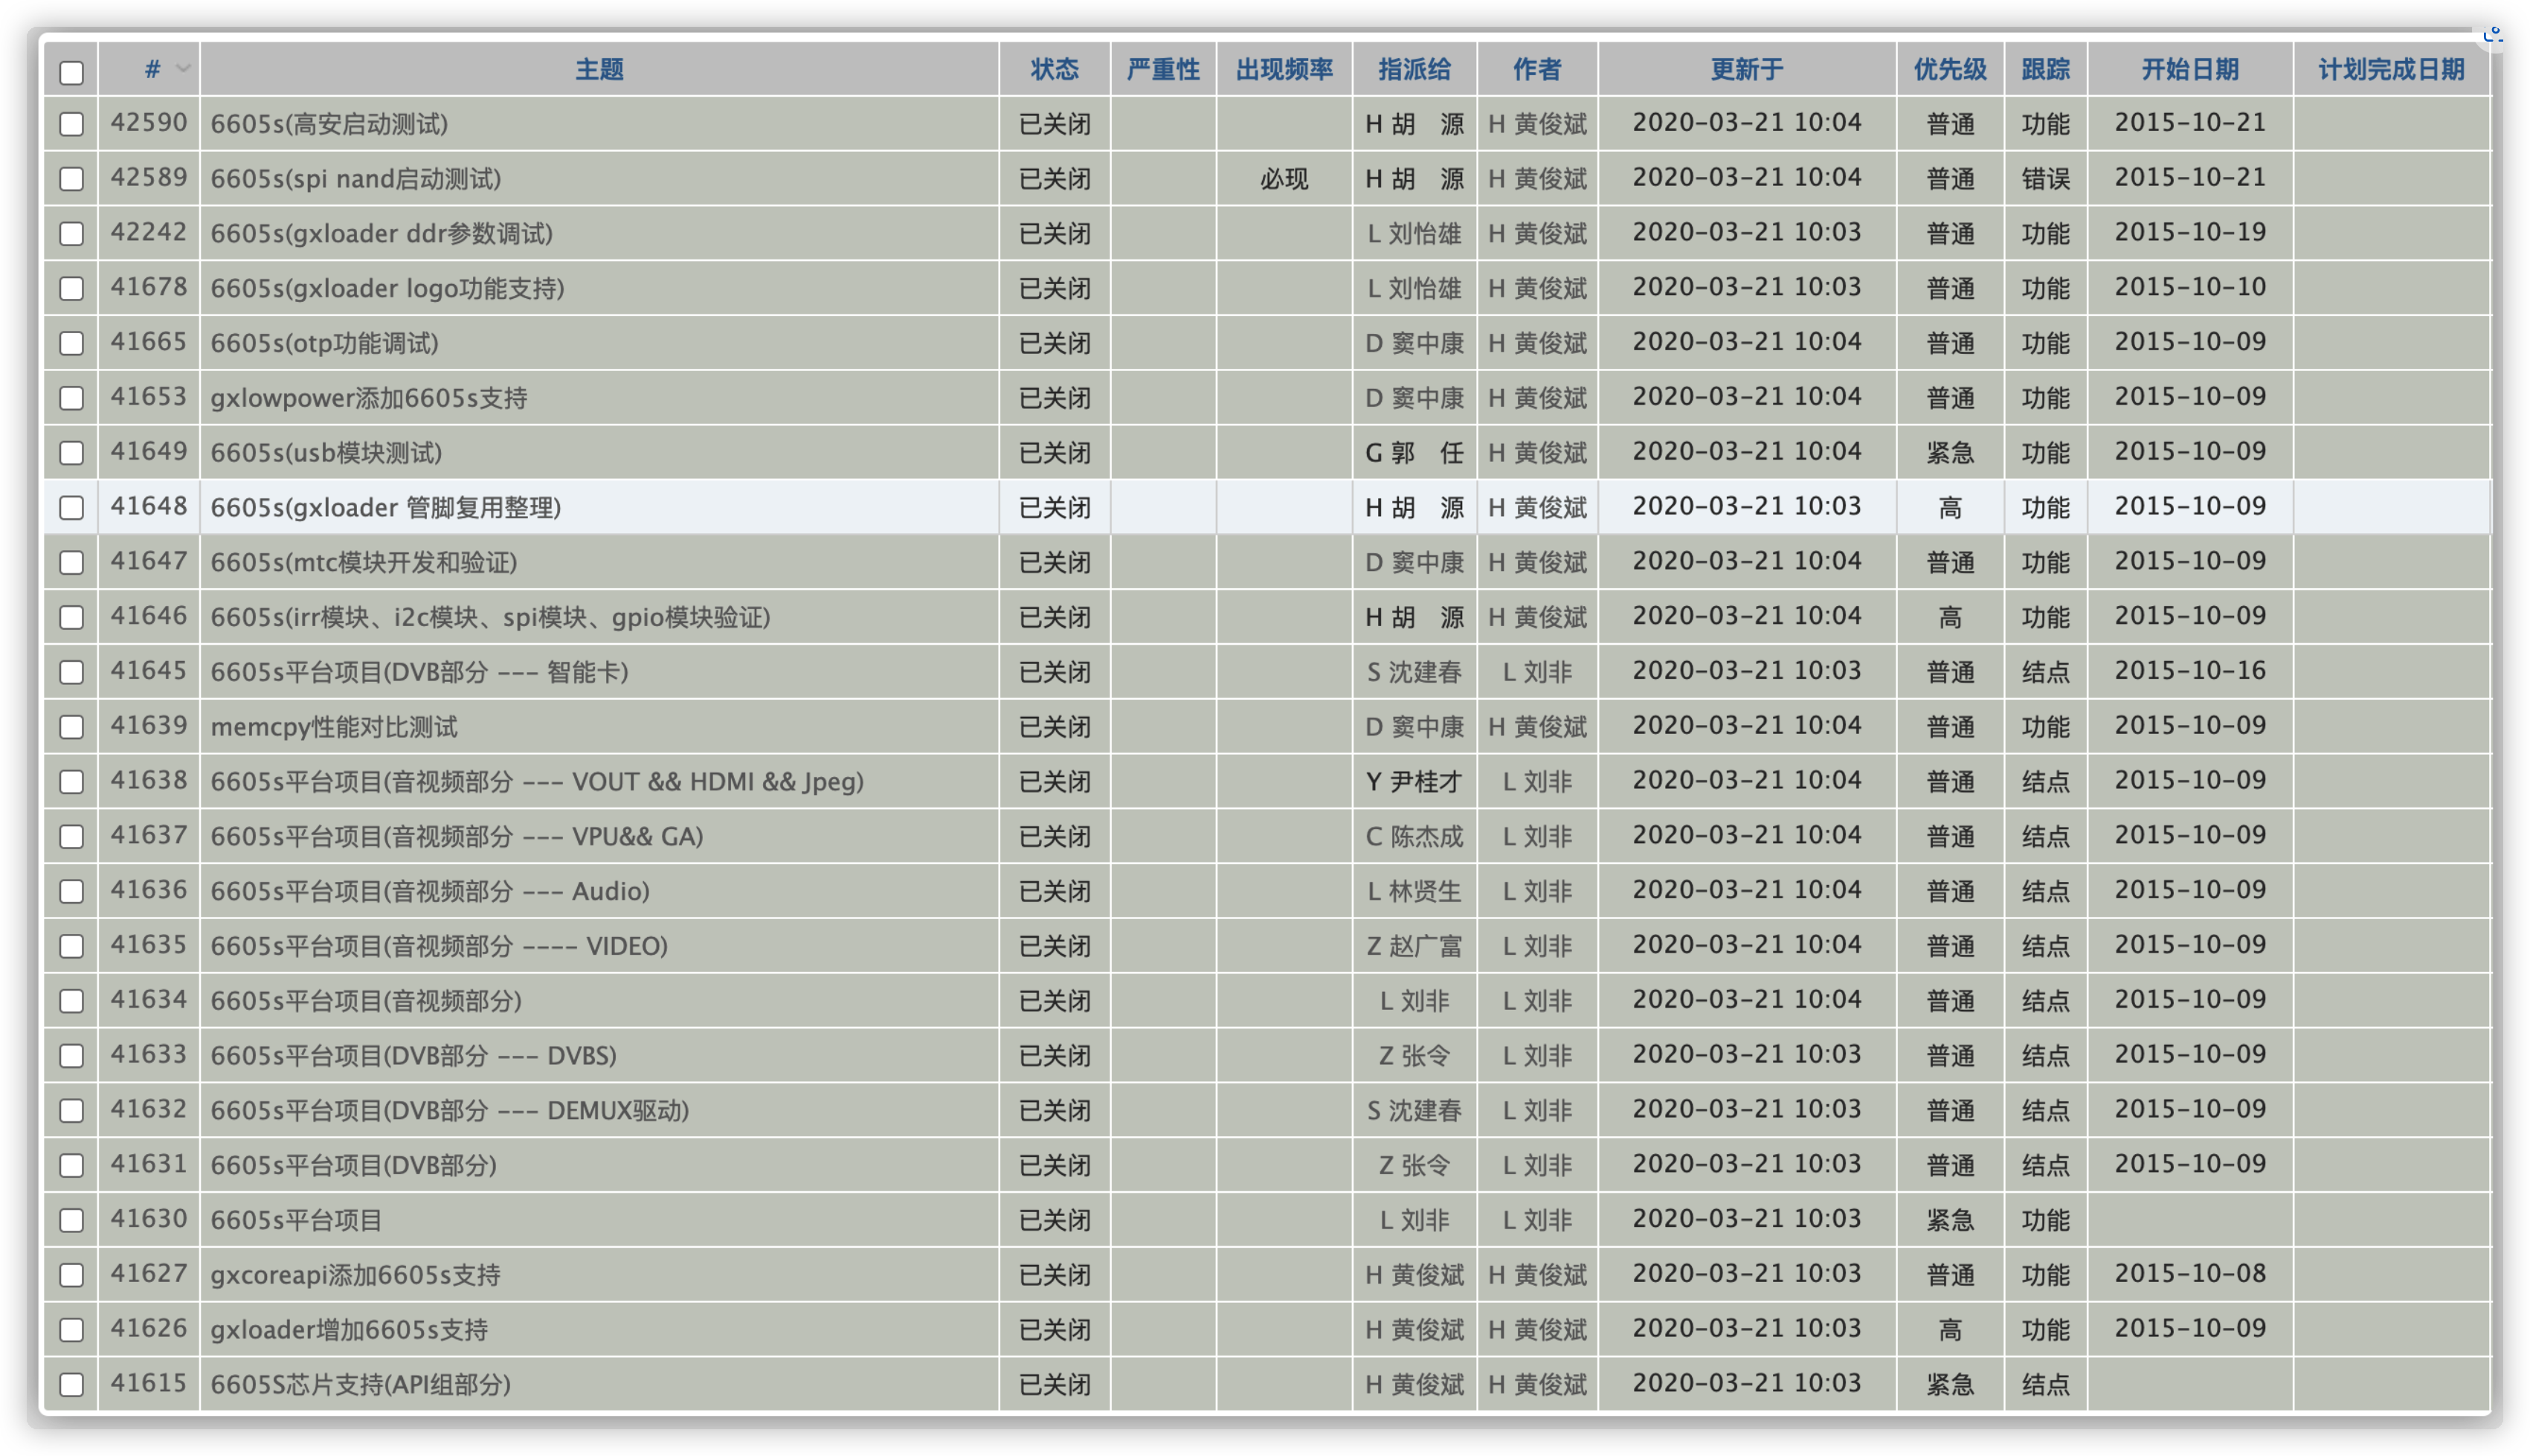 # 主题 状态 严重性 出现频率 指派给 作者 更新于 优先级 跟踪 开始日期 计划完成日期
42590 6605s(高安启动测试) 已关闭 H 胡　源 H 黄俊斌 2020-03-21 10:04 普通 功能 2015-10-21
42589 6605s(spi nand启动测试) 已关闭 必现 H 胡　源 H 黄俊斌 2020-03-21 10:04 普通 错误 2015-10-21
42242 6605s(gxloader ddr参数调试) 已关闭 L 刘怡雄 H 黄俊斌 2020-03-21 10:03 普通 功能 2015-10-19
41678 6605s(gxloader logo功能支持) 已关闭 L 刘怡雄 H 黄俊斌 2020-03-21 10:03 普通 功能 2015-10-10
41665 6605s(otp功能调试) 已关闭 D 窦中康 H 黄俊斌 2020-03-21 10:04 普通 功能 2015-10-09
41653 gxlowpower添加6605s支持 已关闭 D 窦中康 H 黄俊斌 2020-03-21 10:04 普通 功能 2015-10-09
41649 6605s(usb模块测试) 已关闭 G 郭　任 H 黄俊斌 2020-03-21 10:04 紧急 功能 2015-10-09
41648 6605s(gxloader 管脚复用整理) 已关闭 H 胡　源 H 黄俊斌 2020-03-21 10:03 高 功能 2015-10-09
41647 6605s(mtc模块开发和验证) 已关闭 D 窦中康 H 黄俊斌 2020-03-21 10:04 普通 功能 2015-10-09
41646 6605s(irr模块、i2c模块、spi模块、gpio模块验证) 已关闭 H 胡　源 H 黄俊斌 2020-03-21 10:04 高 功能 2015-10-09
41645 6605s平台项目(DVB部分 --- 智能卡) 已关闭 S 沈建春 L 刘非 2020-03-21 10:03 普通 结点 2015-10-16
41639 memcpy性能对比测试 已关闭 D 窦中康 H 黄俊斌 2020-03-21 10:04 普通 功能 2015-10-09
41638 6605s平台项目(音视频部分 --- VOUT && HDMI && Jpeg) 已关闭 Y 尹桂才 L 刘非 2020-03-21 10:04 普通 结点 2015-10-09
41637 6605s平台项目(音视频部分 --- VPU&& GA) 已关闭 C 陈杰成 L 刘非 2020-03-21 10:04 普通 结点 2015-10-09
41636 6605s平台项目(音视频部分 --- Audio) 已关闭 L 林贤生 L 刘非 2020-03-21 10:04 普通 结点 2015-10-09
41635 6605s平台项目(音视频部分 ---- VIDEO) 已关闭 Z 赵广富 L 刘非 2020-03-21 10:04 普通 结点 2015-10-09
41634 6605s平台项目(音视频部分) 已关闭 L 刘非 L 刘非 2020-03-21 10:04 普通 结点 2015-10-09
41633 6605s平台项目(DVB部分 --- DVBS) 已关闭 Z 张令 L 刘非 2020-03-21 10:03 普通 结点 2015-10-09
41632 6605s平台项目(DVB部分 --- DEMUX驱动) 已关闭 S 沈建春 L 刘非 2020-03-21 10:03 普通 结点 2015-10-09
41631 6605s平台项目(DVB部分) 已关闭 Z 张令 L 刘非 2020-03-21 10:03 普通 结点 2015-10-09
41630 6605s平台项目 已关闭 L 刘非 L 刘非 2020-03-21 10:03 紧急 功能
41627 gxcoreapi添加6605s支持 已关闭 H 黄俊斌 H 黄俊斌 2020-03-21 10:03 普通 功能 2015-10-08
41626 gxloader增加6605s支持 已关闭 H 黄俊斌 H 黄俊斌 2020-03-21 10:03 高 功能 2015-10-09
41615 6605S芯片支持(API组部分) 已关闭 H 黄俊斌 H 黄俊斌 2020-03-21 10:03 紧急 结点